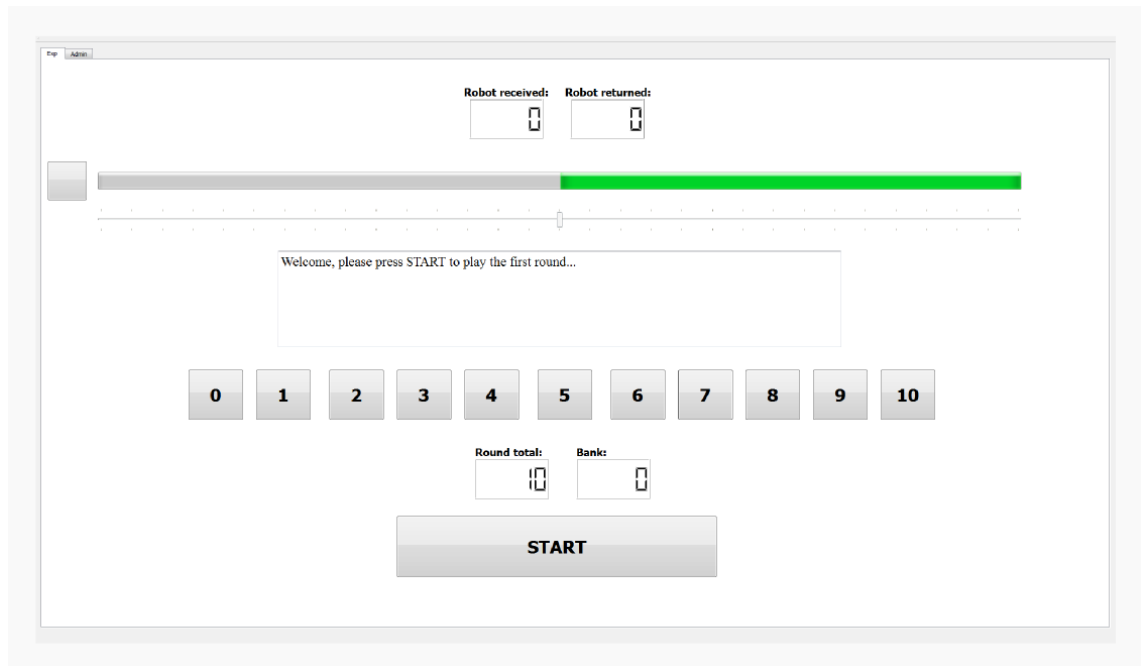 Exp Admin
Robot received: Robot returned:
0 0
Welcome, please press START to play the first round...
0 1 2 3 4 5 6 7 8 9 10
Round total: Bank:
10 0
START